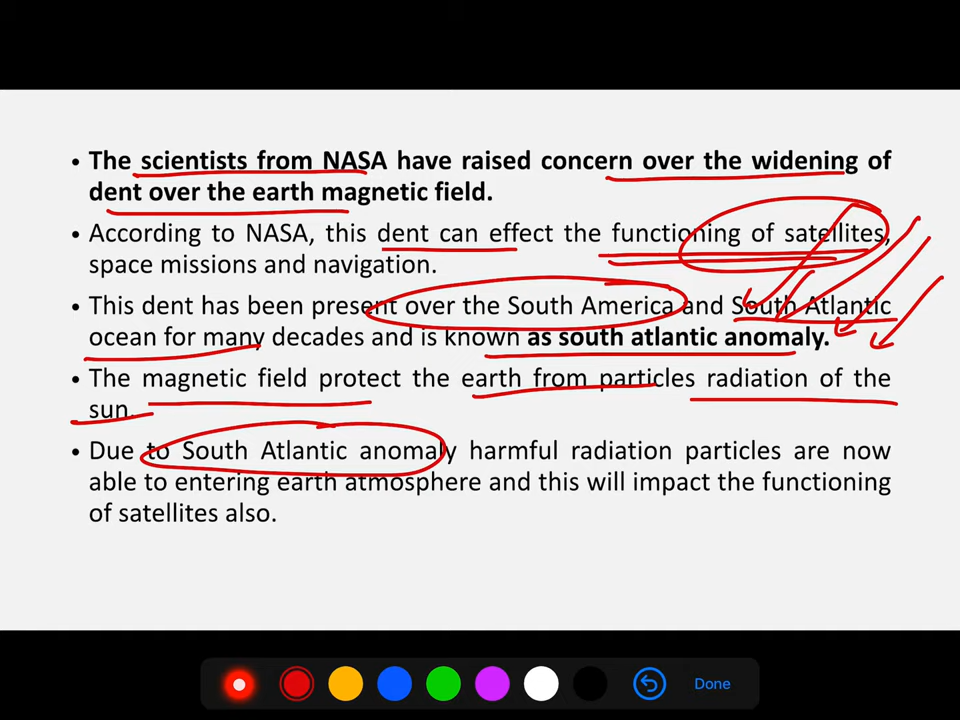 • The scientists from NASA have raised concern over the widening of
dent over the earth magnetic field.
• According to NASA, this dent can effect the functioning of satellites,
space missions and navigation.
• This dent has been present over the South America and South Atlantic
ocean for many decades and is known as south atlantic anomaly.
• The magnetic field protect the earth from particles radiation of the
sun.
• Due to South Atlantic anomaly harmful radiation particles are now
able to entering earth atmosphere and this will impact the functioning
of satellites also.
Done